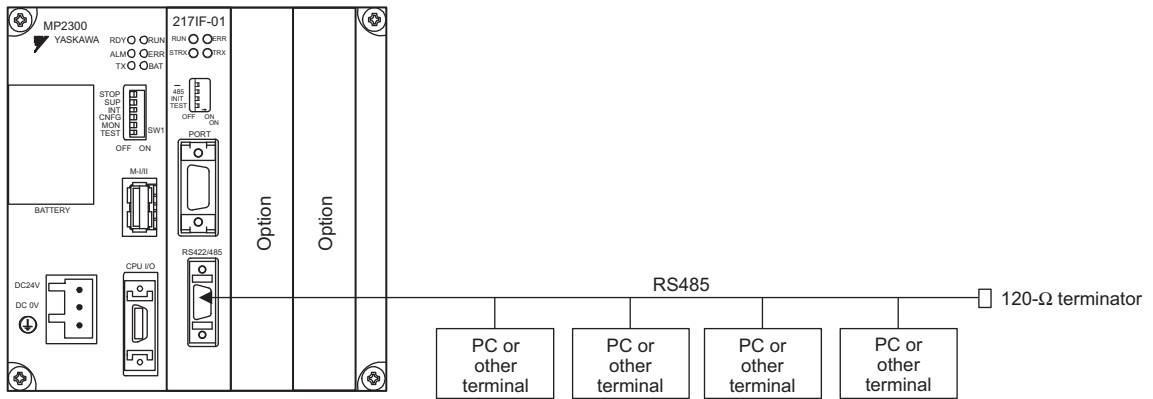 MP2300
YASKAWA
RDY RUN
ALM ERR
TX BAT
STOP
SUP
INT
CNFG
MON
TEST
SW1
OFF ON
M-I/II
BATTERY
CPU I/O
DC24V
DC 0V
217IF-01
RUN ERR
STRX TRX
485
INIT
TEST
OFF ON
ON
PORT
RS422/485
Option
Option
RS485
120-Ω terminator
PC or
other
terminal
PC or
other
terminal
PC or
other
terminal
PC or
other
terminal